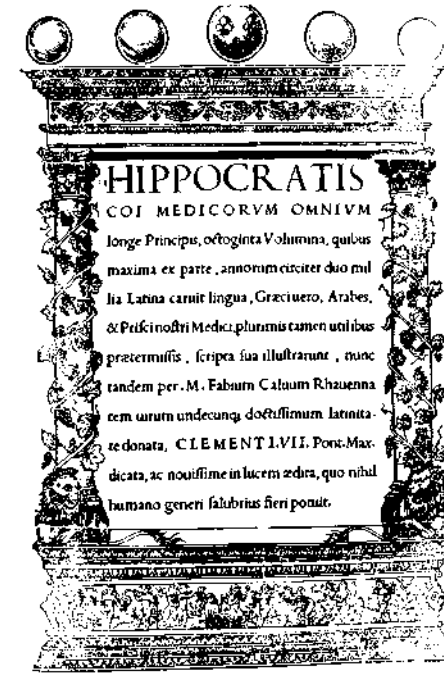 HIPPOCRATIS
COI MEDICORVM OMNIVM
longe Principis, octoginta Volumina, quibus
maxima ex parte, annorum circiter duo mil
lia Latina caruit lingua, Græci uero, Arabes,
& Prisci nostri Medici, plurimis tamen utilibus
prætermissis, scripta sua illustrarunt, nunc
tandem per .M. Fabium Caluum Rhauenna
tem uirum undecunq; doctissimum latinita-
te donata, CLEMENTI.VII. Pont. Max.
dicata, ac nouissime in lucem ædita, quo nihil
humano generi salubrius fieri potuit.